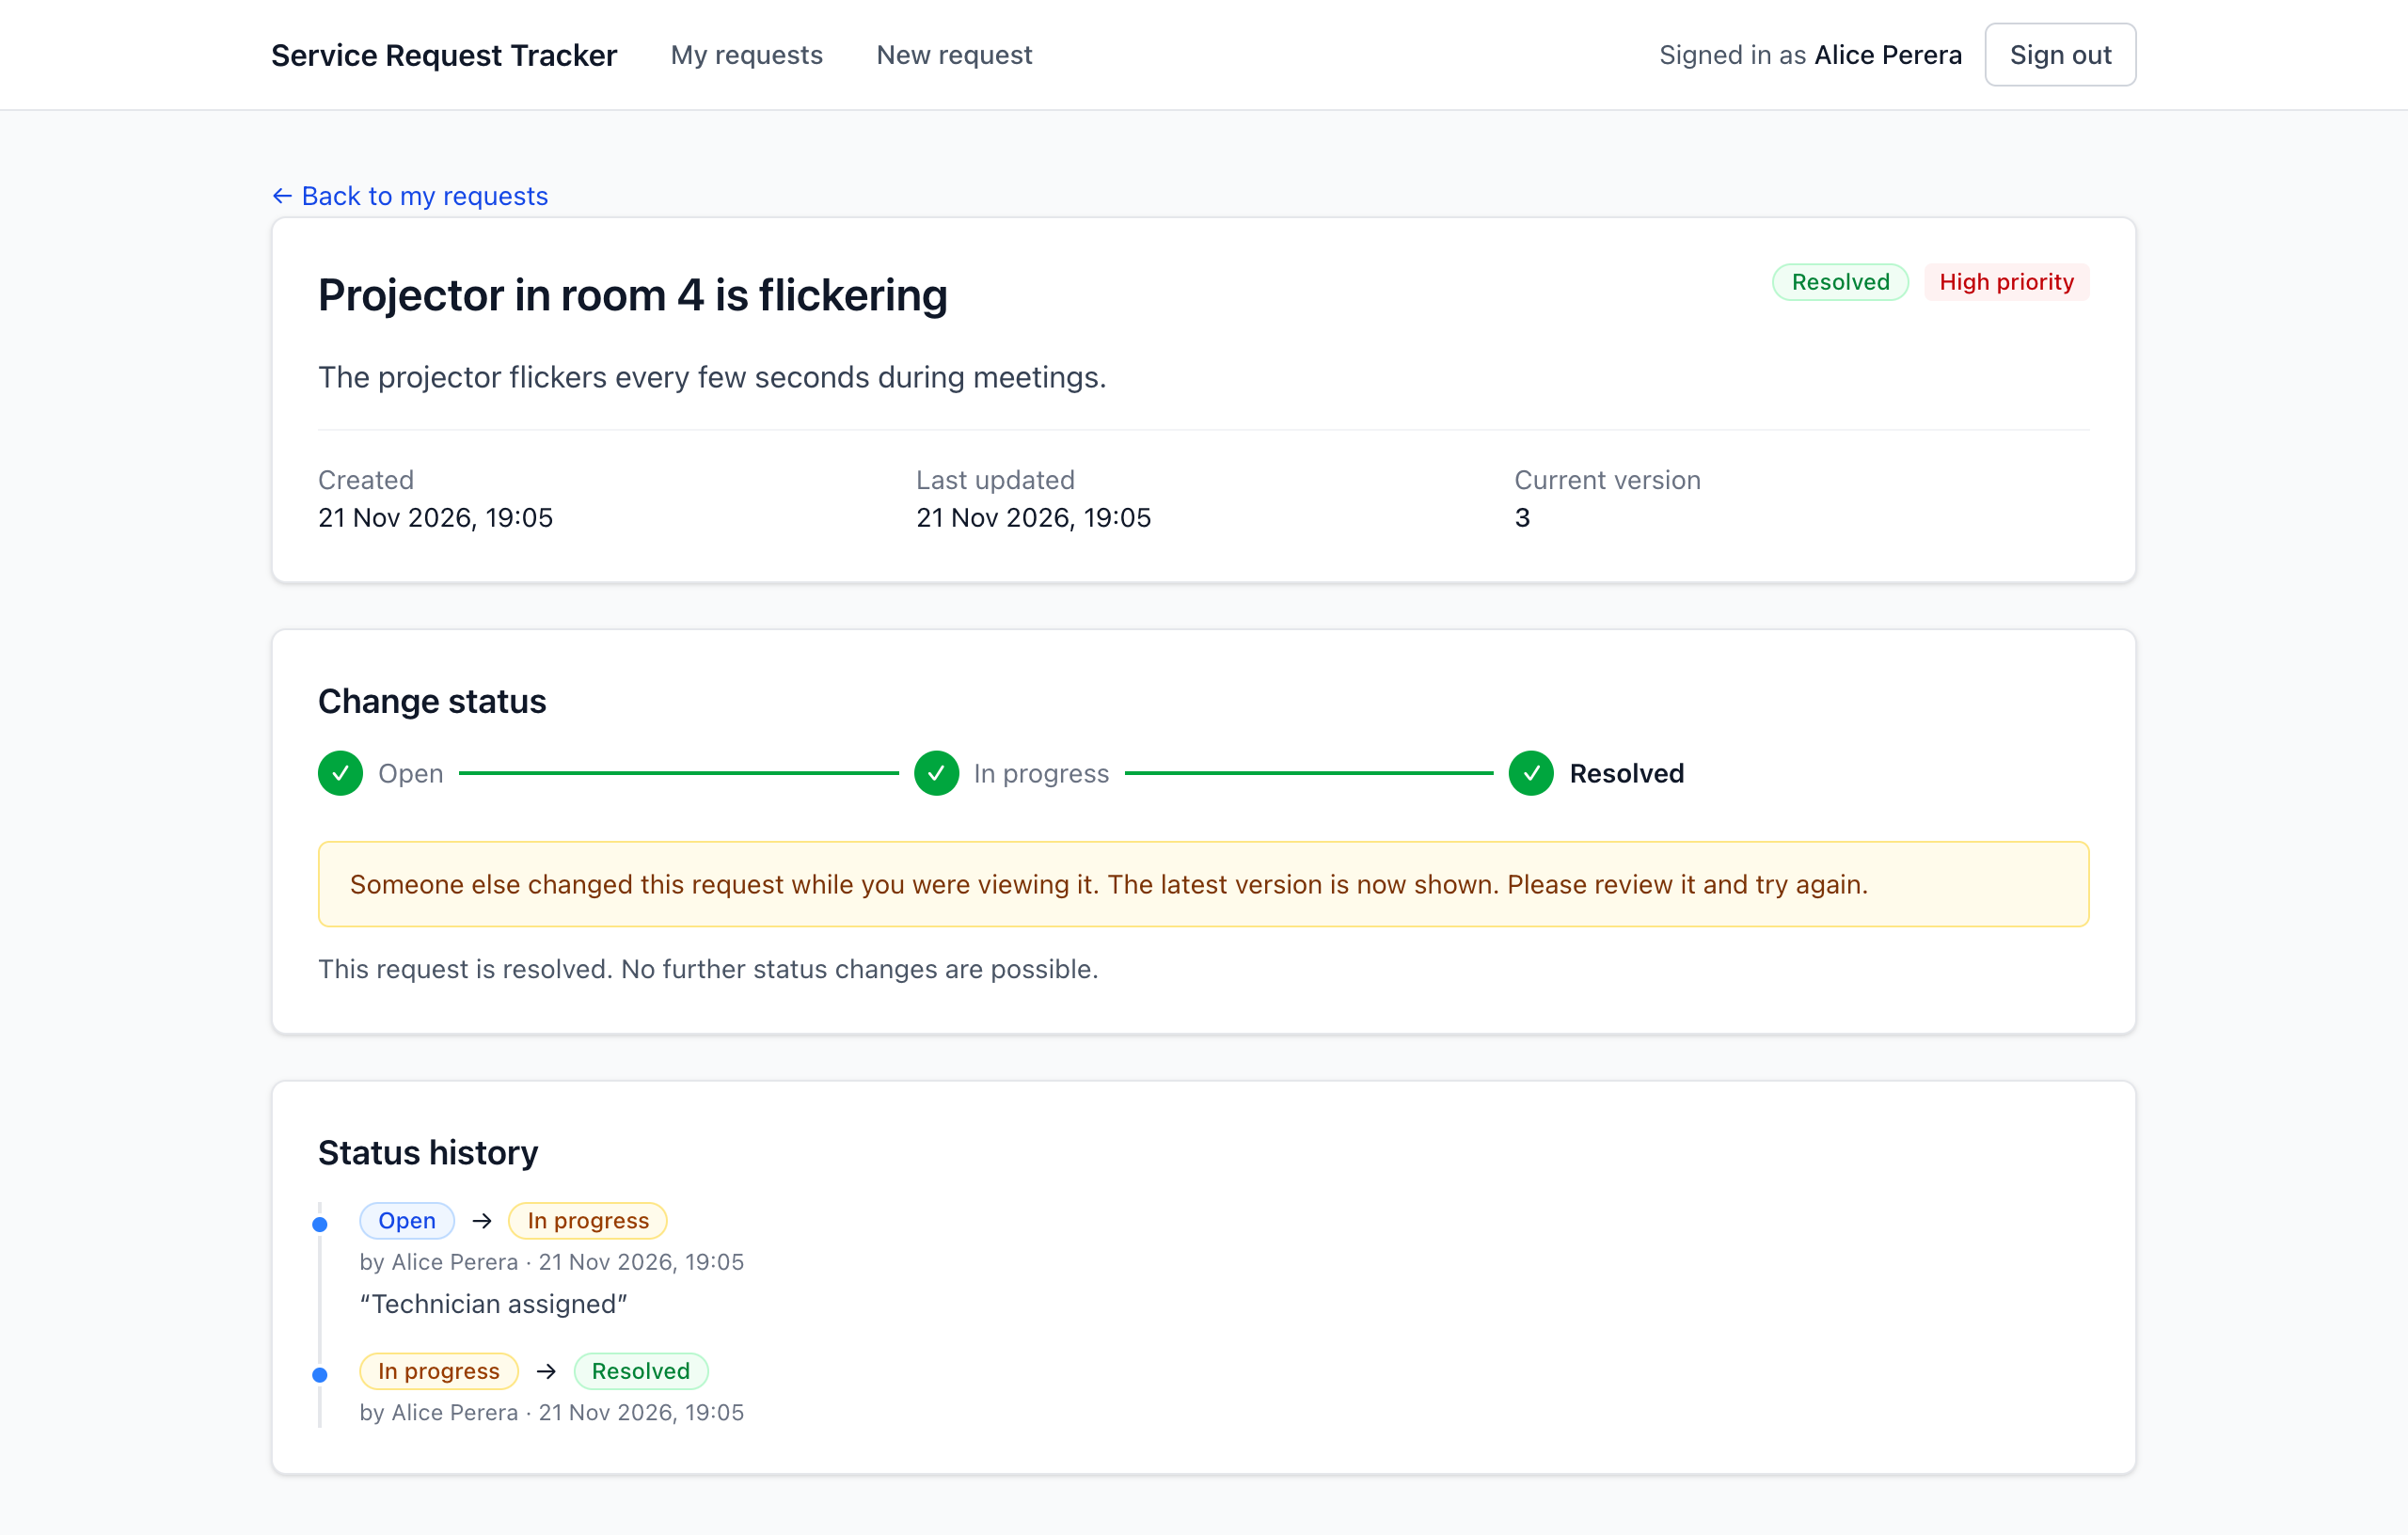 Service Request Tracker My requests New request Signed in as Alice Perera Sign out
← Back to my requests
Projector in room 4 is flickering Resolved High priority
The projector flickers every few seconds during meetings.
Created Last updated Current version
21 Nov 2026, 19:05 21 Nov 2026, 19:05 3
Change status
Open In progress Resolved
Someone else changed this request while you were viewing it. The latest version is now shown. Please review it and try again.
This request is resolved. No further status changes are possible.
Status history
Open → In progress
by Alice Perera · 21 Nov 2026, 19:05
“Technician assigned”
In progress → Resolved
by Alice Perera · 21 Nov 2026, 19:05